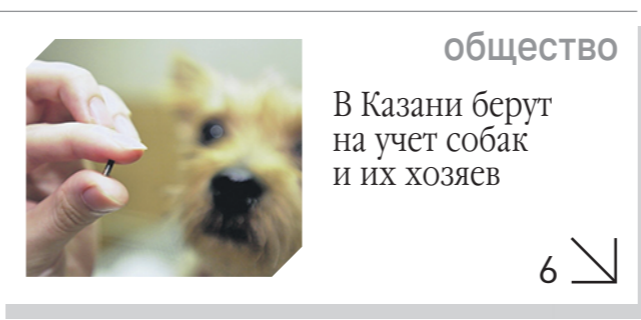 общество
В Казани берут
на учет собак
и их хозяев
6